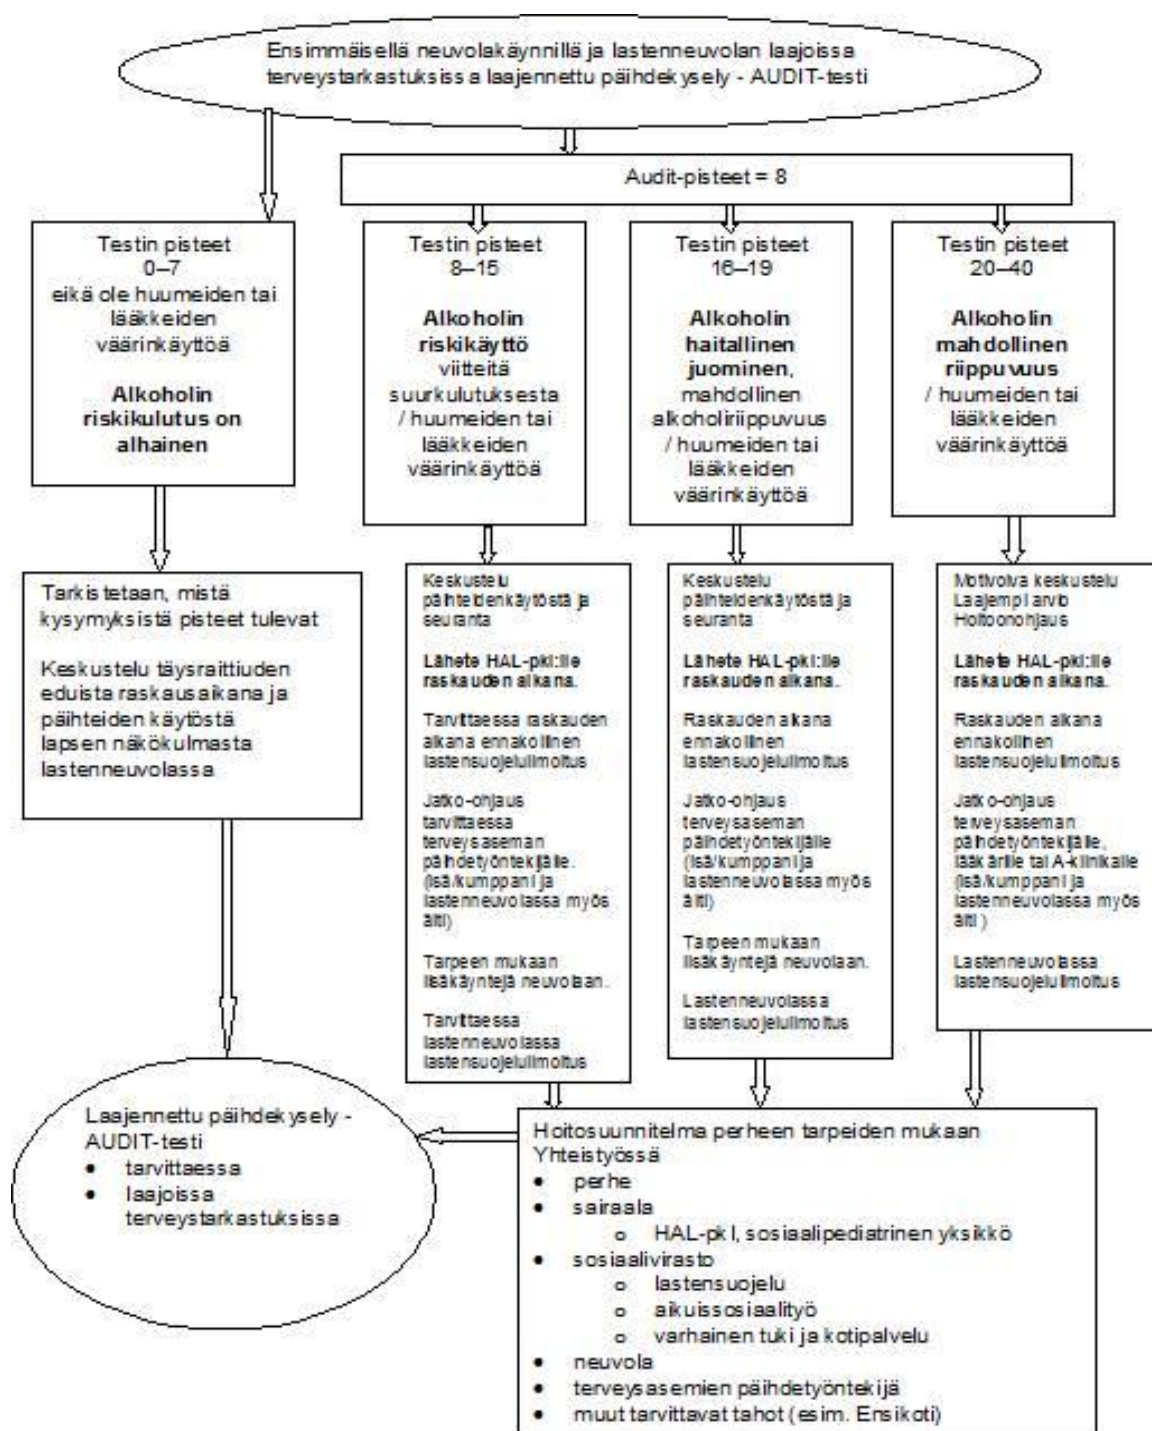 Ensimmäisellä neuvolakäynnillä ja lastenneuvolan laajoissa
terveystarkastuksissa laajennettu päihdekysely - AUDIT-testi
Audit-pisteet = 8
Testin pisteet
0–7
eikä ole huumeiden tai
lääkkeiden
väärinkäyttöä
Alkoholin
riskikulutus on
alhainen
Testin pisteet
8–15
Alkoholin
riskikäyttö
viitteitä
suurkulutuksesta
/ huumeiden tai
lääkkeiden
väärinkäyttöä
Testin pisteet
16–19
Alkoholin
haitallinen
juominen,
mahdollinen
alkoholiriippuvuus
/ huumeiden tai
lääkkeiden
väärinkäyttöä
Testin pisteet
20–40
Alkoholin
mahdollinen
riippuvuus
/ huumeiden tai
lääkkeiden
väärinkäyttöä
Tarkistetaan, mistä
kysymyksistä pisteet tulevat
Keskustelu täysraittiuden
eduista raskausaikana ja
päihteiden käytöstä
lapsen näkökulmasta
lastenneuvolassa
Keskustelu
päihteidenkäytöstä ja
seuranta
Lähete HAL-pkl:lle
raskauden aikana.
Tarvittaessa raskauden
aikana ennakollinen
lastensuojeluilmoitus
Jatko-ohjaus
tarvittaessa
terveysaseman
päihdetyöntekijälle.
(isä/kumppani ja
lastenneuvolassa myös
äiti)
Tarpeen mukaan
lisäkäyntejä neuvolaan.
Tarvittaessa
lastenneuvolassa
lastensuojeluilmoitus
Keskustelu
päihteidenkäytöstä ja
seuranta
Lähete HAL-pkl:lle
raskauden aikana.
Raskauden aikana
ennakollinen
lastensuojeluilmoitus
Jatko-ohjaus
terveysaseman
päihdetyöntekijälle
(isä/kumppani ja
lastenneuvolassa myös
äiti)
Tarpeen mukaan
lisäkäyntejä neuvolaan.
Lastenneuvolassa
lastensuojeluilmoitus
Motivoiva keskustelu
Laajempi arvio
Hoitoonohjaus
Lähete HAL-pkl:lle
raskauden aikana.
Raskauden aikana
ennakollinen
lastensuojeluilmoitus
Jatko-ohjaus
terveysaseman
päihdetyöntekijälle,
lääkärille tai A-klinikalle
(isä/kumppani ja
lastenneuvolassa myös
äiti )
Lastenneuvolassa
lastensuojeluilmoitus
Laajennettu päihdekysely -
AUDIT-testi
• tarvittaessa
• laajoissa
terveystarkastuksissa
Hoitosuunnitelma perheen tarpeiden mukaan
Yhteistyössä
• perhe
• sairaala
o HAL-pkl, sosiaalipediatrinen yksikkö
• sosiaalivirasto
o lastensuojelu
o aikuissosiaalityö
o varhainen tuki ja kotipalvelu
• neuvola
• terveysasemien päihdetyöntekijä
• muut tarvittavat tahot (esim. Ensikoti)